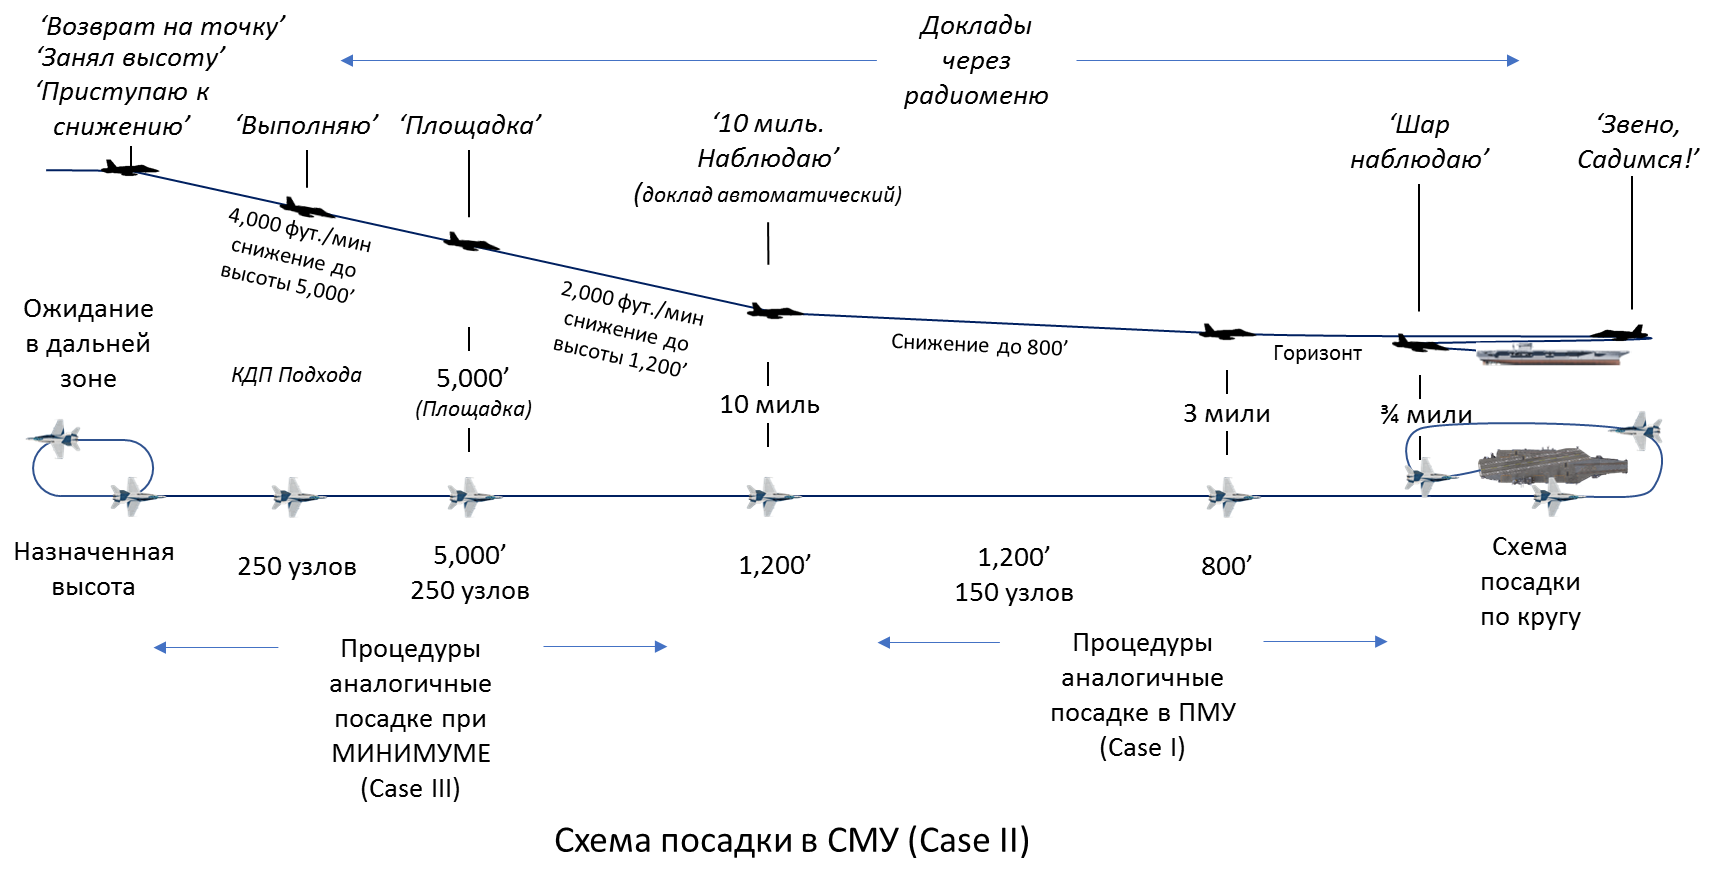 ‘Возврат на точку’
‘Занял высоту’
‘Приступаю к
снижению’
‘Выполняю’
‘Площадка’
‘10 миль.
Наблюдаю’
(доклад автоматический)
Доклады
через
радиоменю
‘Шар
наблюдаю’
‘Звено,
Садимся!’
4,000 фут./мин
снижение до
высоты 5,000’
2,000 фут./мин
снижение до
высоты 1,200’
Снижение до 800’
Горизонт
Ожидание
в дальней
зоне
КДП Подхода
5,000’
(Площадка)
10 миль
3 мили
¾ мили
Назначенная
высота
250 узлов
5,000’
250 узлов
1,200’
1,200’
150 узлов
800’
Схема
посадки
по кругу
Процедуры
аналогичные
посадке при
МИНИМУМЕ
(Case III)
Процедуры
аналогичные
посадке в ПМУ
(Case I)
Схема посадки в СМУ (Case II)